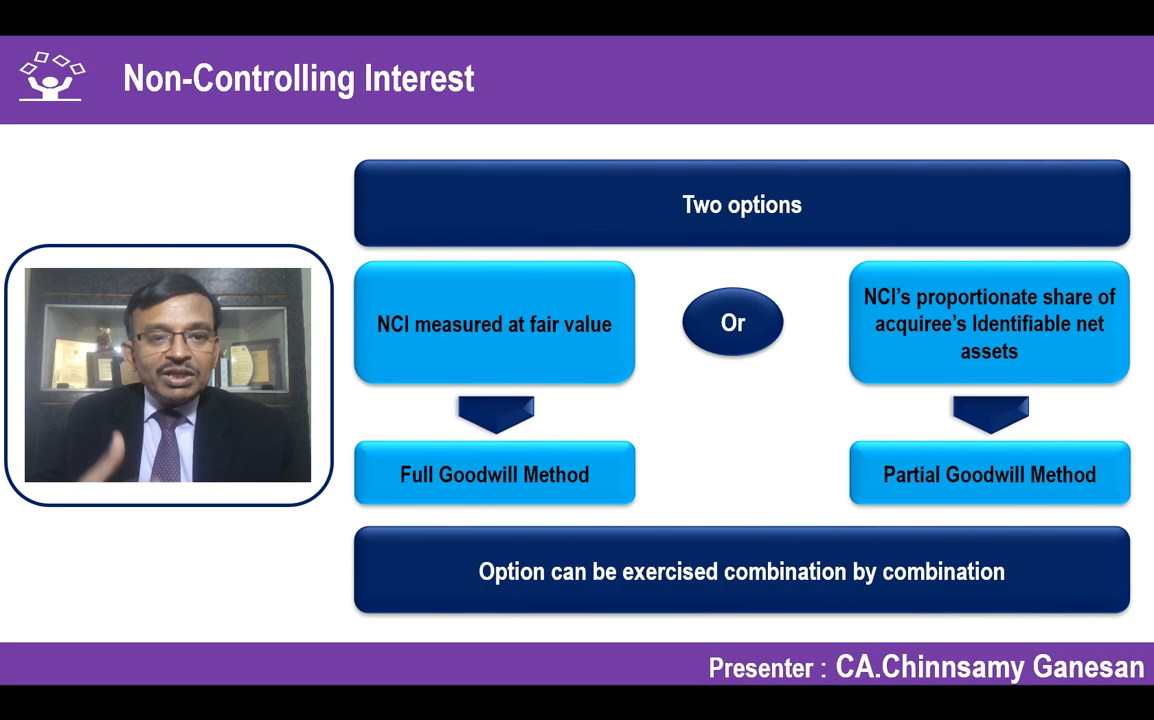 Non-Controlling Interest
Two options
NCI measured at fair value
Or
NCI's proportionate share of
acquiree's Identifiable net
assets
Full Goodwill Method
Partial Goodwill Method
Option can be exercised combination by combination
Presenter : CA.Chinnsamy Ganesan